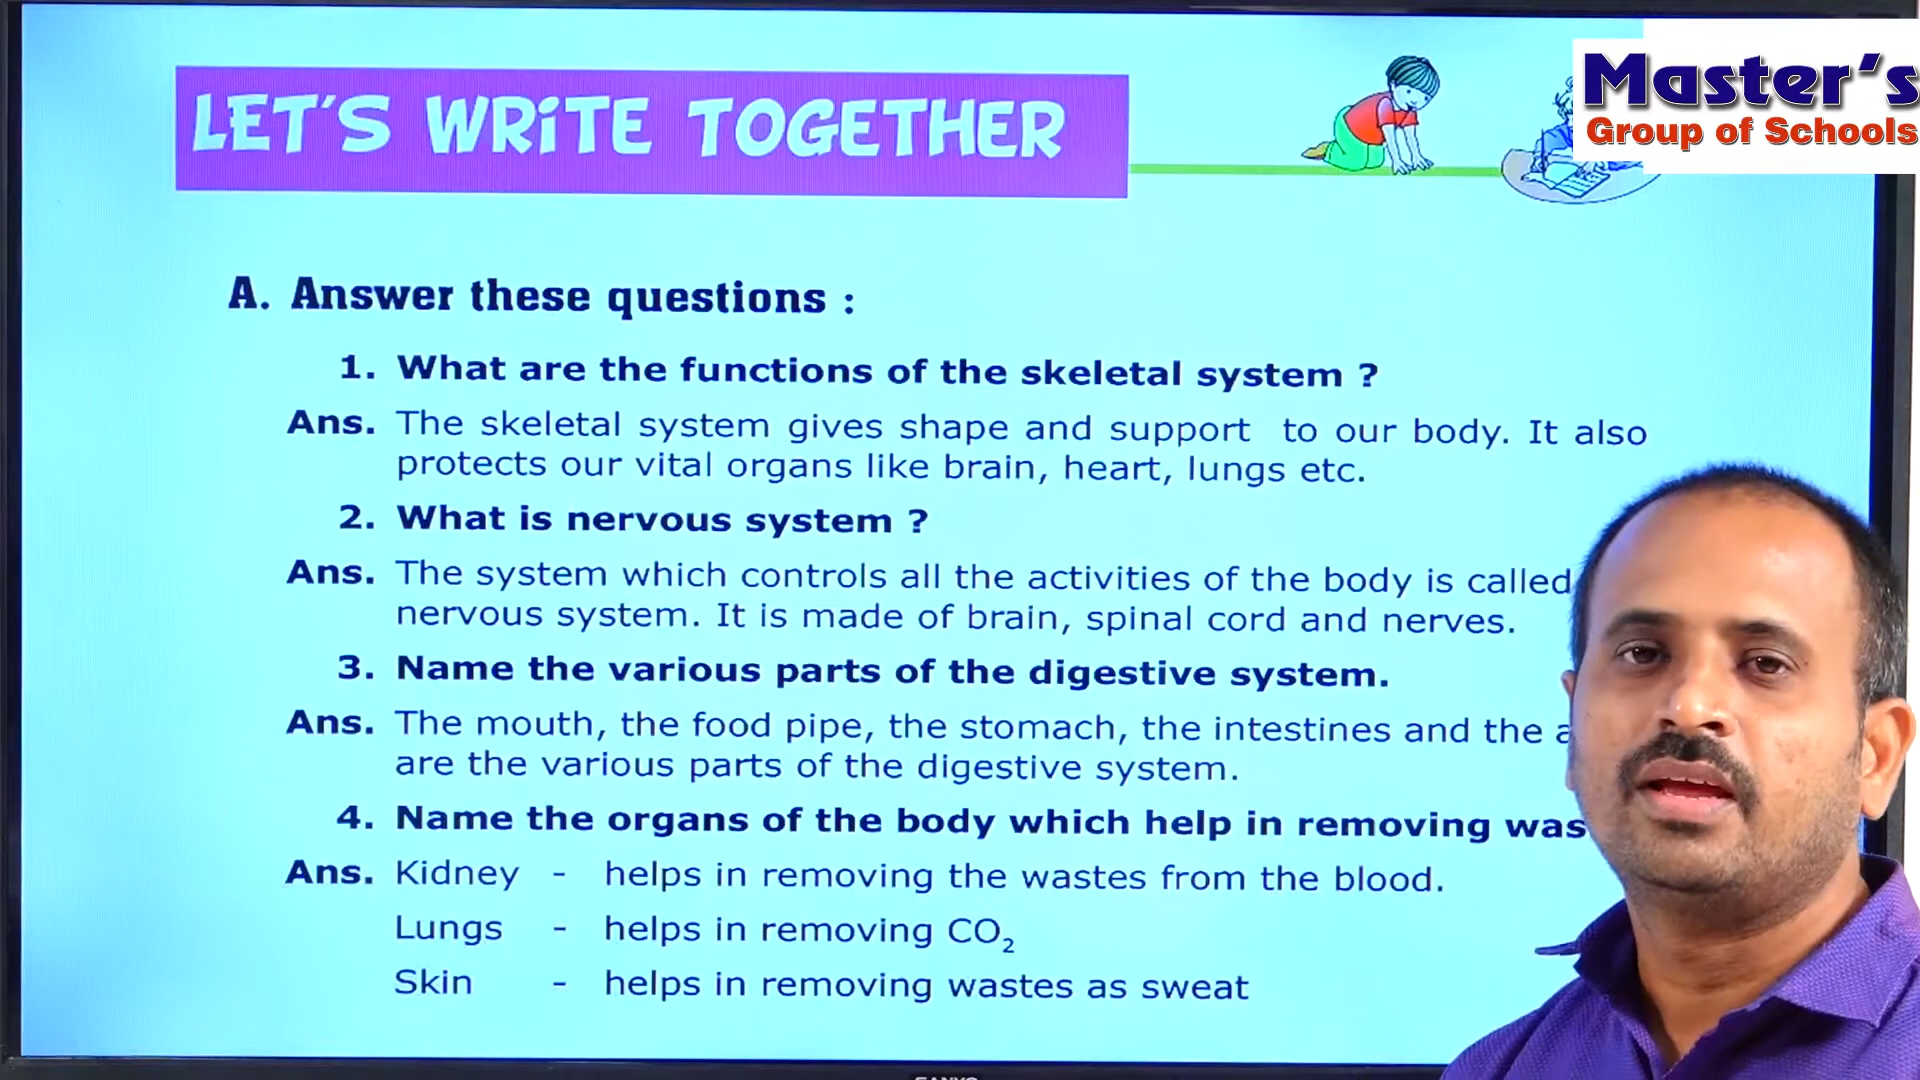 Master's
Group of Schools
LET'S WRiTE TOGETHER
A. Answer these questions :
1. What are the functions of the skeletal system ?
Ans. The skeletal system gives shape and support to our body. It also
protects our vital organs like brain, heart, lungs etc.
2. What is nervous system ?
Ans. The system which controls all the activities of the body is called
nervous system. It is made of brain, spinal cord and nerves.
3. Name the various parts of the digestive system.
Ans. The mouth, the food pipe, the stomach, the intestines and the
are the various parts of the digestive system.
4. Name the organs of the body which help in removing
Ans. Kidney - helps in removing the wastes from the blood.
Lungs - helps in removing CO₂
Skin - helps in removing wastes as sweat